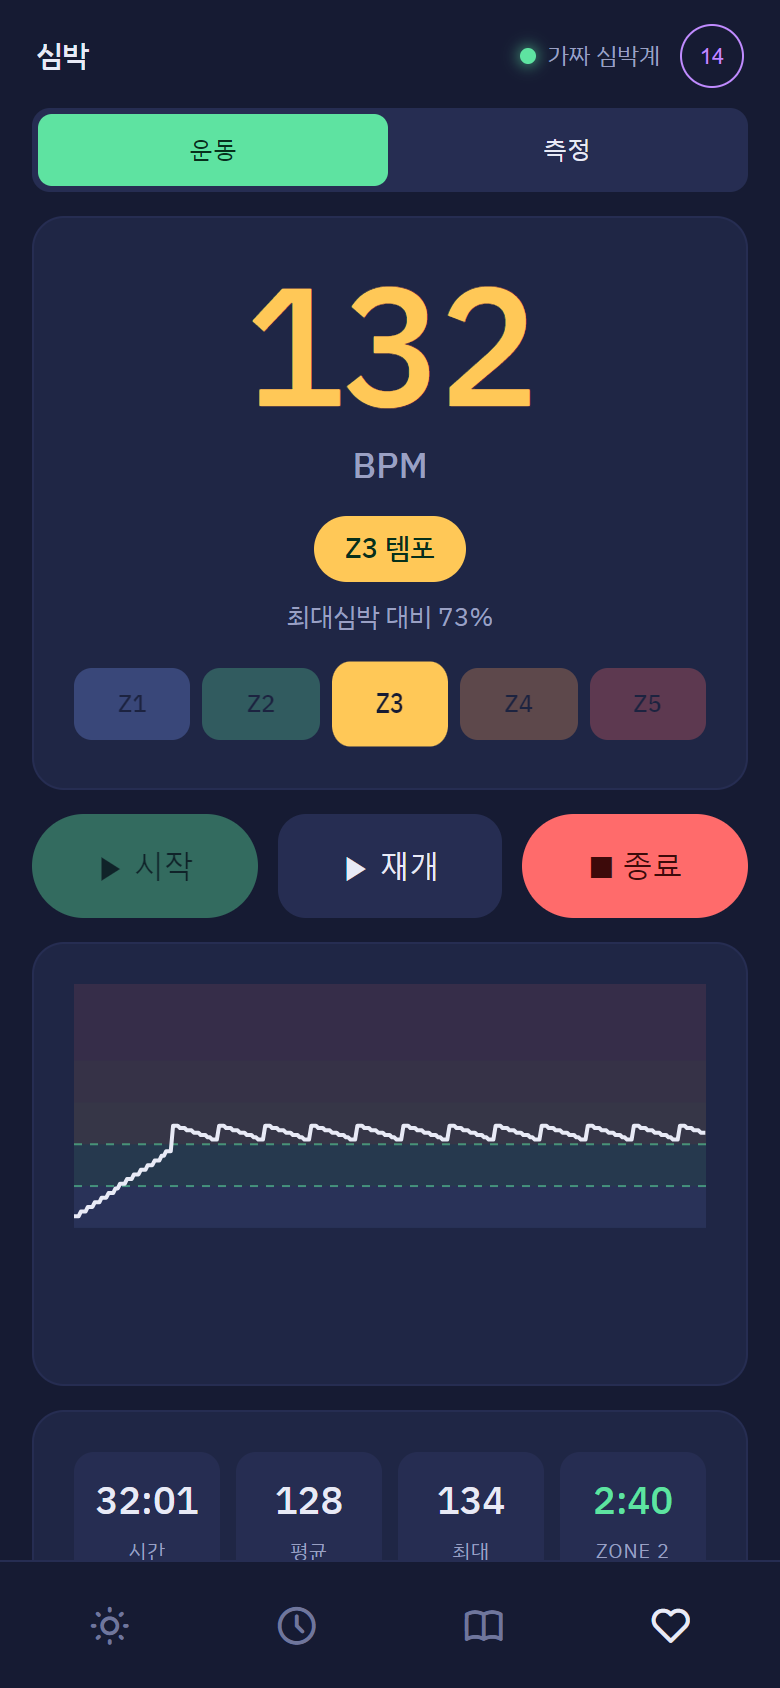 심박
가짜 심박계
14
운동
측정
132
BPM
Z3 템포
최대심박 대비 73%
Z1
Z2
Z3
Z4
Z5
▶ 시작
▶ 재개
■ 종료
32:01
128
134
2:40
시간
평균
최대
ZONE 2